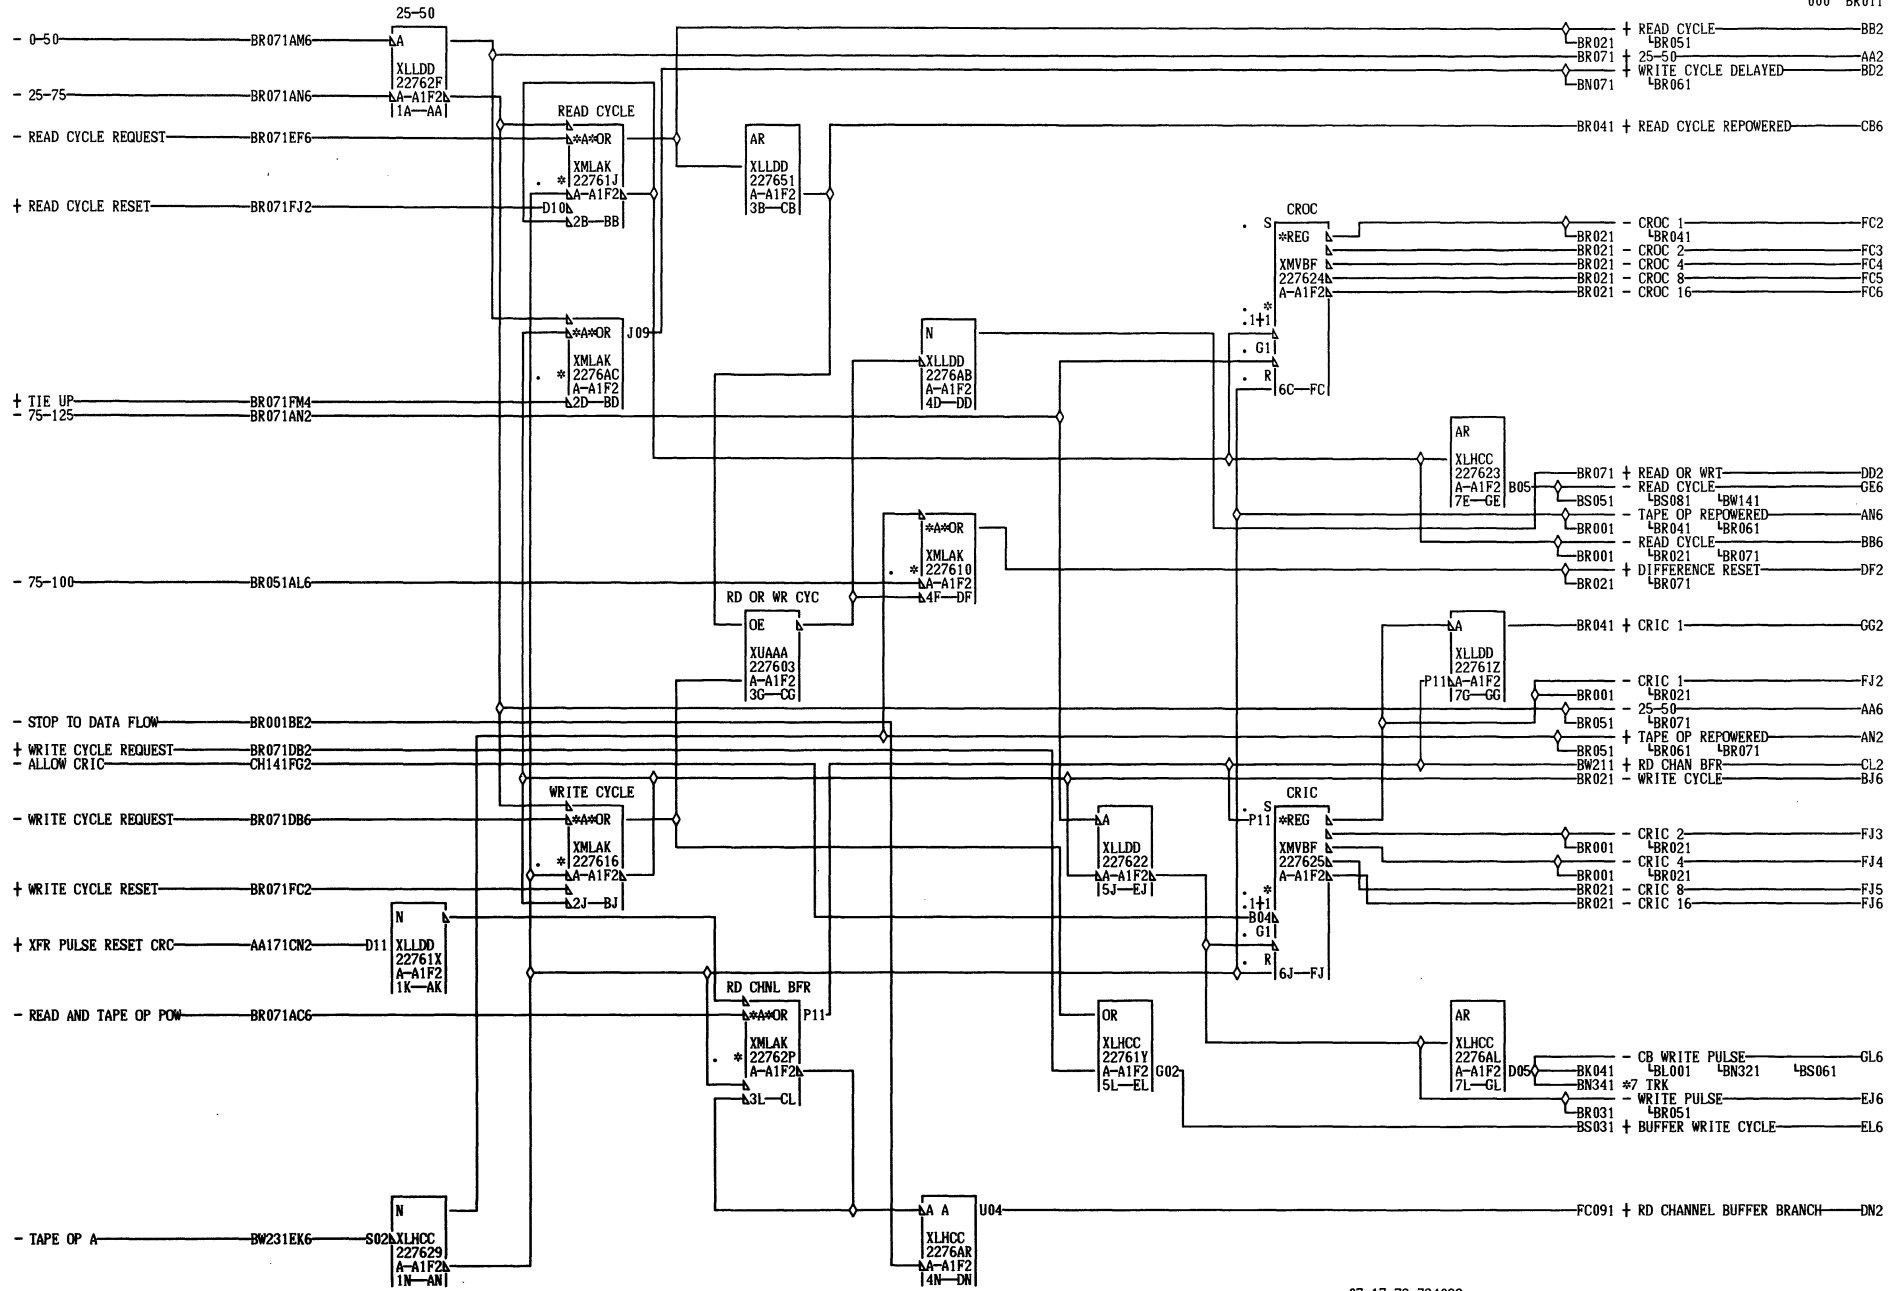 000 BR011
25-50
- 0-50 BR071AM6
A
XLLDD
22762F
- 25-75 BR071AN6
A-A1F2
1A—AA
READ CYCLE
- READ CYCLE REQUEST BR071EF6
*A*OR
XMLAK
. * 22761J
A-A1F2
+ READ CYCLE RESET BR071FJ2
D10
2B—BB
AR
XLLDD
227651
A-A1F2
3B—CB
+ READ CYCLE BB2
BR021 BR051
BR071 + 25-50 AA2
+ WRITE CYCLE DELAYED BD2
BN071 BR061
BR041 + READ CYCLE REPOWERED CB6
CROC
. S
*REG
XMVBF
227624
A-A1F2
. *
.1+1
. G1
. R
6C—FC
- CROC 1 FC2
BR021 BR041
BR021 - CROC 2 FC3
BR021 - CROC 4 FC4
BR021 - CROC 8 FC5
BR021 - CROC 16 FC6
*A*OR J09
XMLAK
. * 2276AC
A-A1F2
2D—BD
+ TIE UP BR071FM4
- 75-125 BR071AN2
N
XLLDD
2276AB
A-A1F2
4D—DD
AR
XLHCC
227623
A-A1F2 B05
7E—GE
BR071 + READ OR WRT DD2
- READ CYCLE GE6
BS051 BS081 BW141
- TAPE OP REPOWERED AN6
BR001 BR041 BR061
- READ CYCLE BB6
BR001 BR021 BR071
+ DIFFERENCE RESET DF2
BR021 BR071
*A*OR
XMLAK
. * 227610
A-A1F2
4F—DF
- 75-100 BR051AL6
RD OR WR CYC
OE
XUAAA
227603
A-A1F2
3G—CG
A
XLLDD
22761Z
P11 A-A1F2
7G—GG
BR041 + CRIC 1 GG2
- CRIC 1 FJ2
BR001 BR021
- 25-50 AA6
BR051 BR071
+ TAPE OP REPOWERED AN2
BR051 BR061 BR071
BW211 + RD CHAN BFR CL2
BR021 - WRITE CYCLE BJ6
- STOP TO DATA FLOW BR001BE2
+ WRITE CYCLE REQUEST BR071DB2
- ALLOW CRIC CH141FG2
WRITE CYCLE
- WRITE CYCLE REQUEST BR071DB6
*A*OR
XMLAK
. * 227616
A-A1F2
+ WRITE CYCLE RESET BR071FC2
2J—BJ
A
XLLDD
227622
A-A1F2
5J—EJ
CRIC
. S
P11 *REG
XMVBF
227625
A-A1F2
. *
.1+1
B04
. G1
. R
6J—FJ
- CRIC 2 FJ3
BR001 BR021
- CRIC 4 FJ4
BR001 BR021
BR021 - CRIC 8 FJ5
BR021 - CRIC 16 FJ6
N
+ XFR PULSE RESET CRC AA171CN2 D11
XLLDD
22761X
A-A1F2
1K—AK
RD CHNL BFR
- READ AND TAPE OP POW BR071AC6
*A*OR P11
XMLAK
. * 22762P
A-A1F2
3L—CL
OR
XLHCC
22761Y
A-A1F2 G02
5L—EL
AR
XLHCC
2276AL
A-A1F2 D05
7L—GL
- CB WRITE PULSE GL6
BK041 BL001 BN321 BS061
BN341 *7 TRK
- WRITE PULSE EJ6
BR031 BR051
BS031 + BUFFER WRITE CYCLE EL6
N
- TAPE OP A BW231EK6 S02
XLHCC
227629
A-A1F2
1N—AN
A A U04
XLHCC
2276AR
A-A1F2
4N—DN
FC091 + RD CHANNEL BUFFER BRANCH DN2